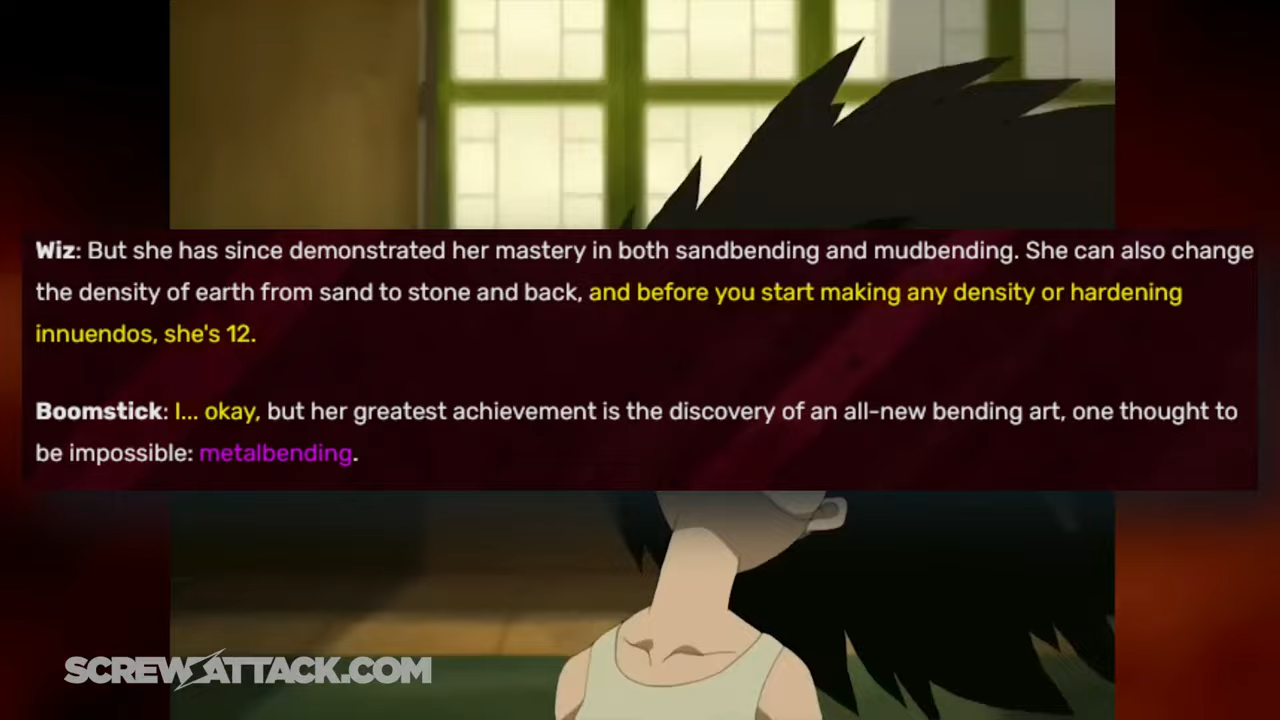 Wiz: But she has since demonstrated her mastery in both sandbending and mudbending. She can also change
the density of earth from sand to stone and back, and before you start making any density or hardening
innuendos, she's 12.
Boomstick: I... okay, but her greatest achievement is the discovery of an all-new bending art, one thought to
be impossible: metalbending.
SCREWATTACK.COM